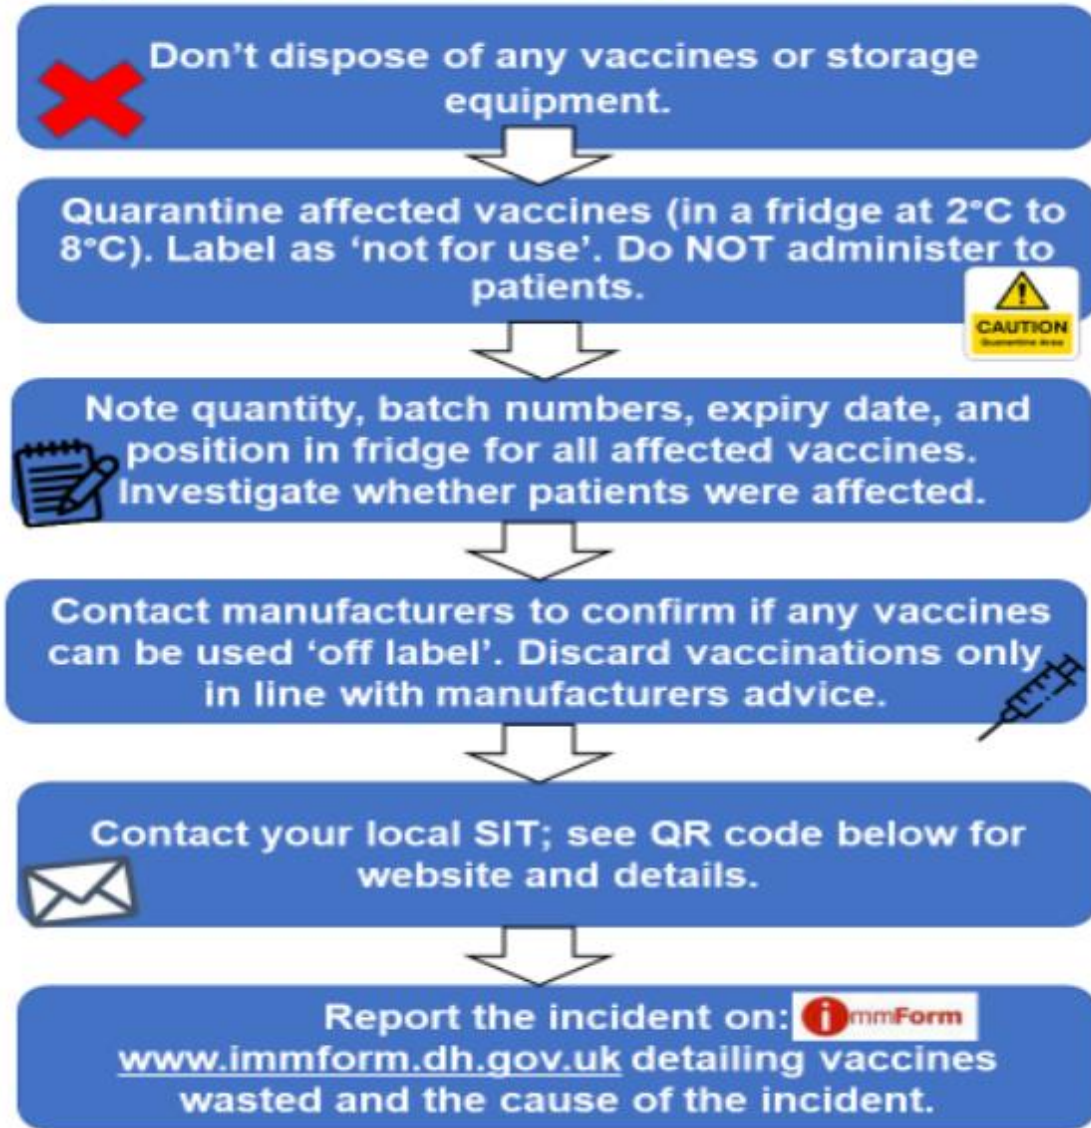 Don't dispose of any vaccines or storage
equipment.
Quarantine affected vaccines (in a fridge at 2°C to
8°C). Label as 'not for use'. Do NOT administer to
patients.
CAUTION
Quarantine Area
Note quantity, batch numbers, expiry date, and
position in fridge for all affected vaccines.
Investigate whether patients were affected.
Contact manufacturers to confirm if any vaccines
can be used 'off label'. Discard vaccinations only
in line with manufacturers advice.
Contact your local SIT; see QR code below for
website and details.
Report the incident on: immForm
www.immform.dh.gov.uk detailing vaccines
wasted and the cause of the incident.